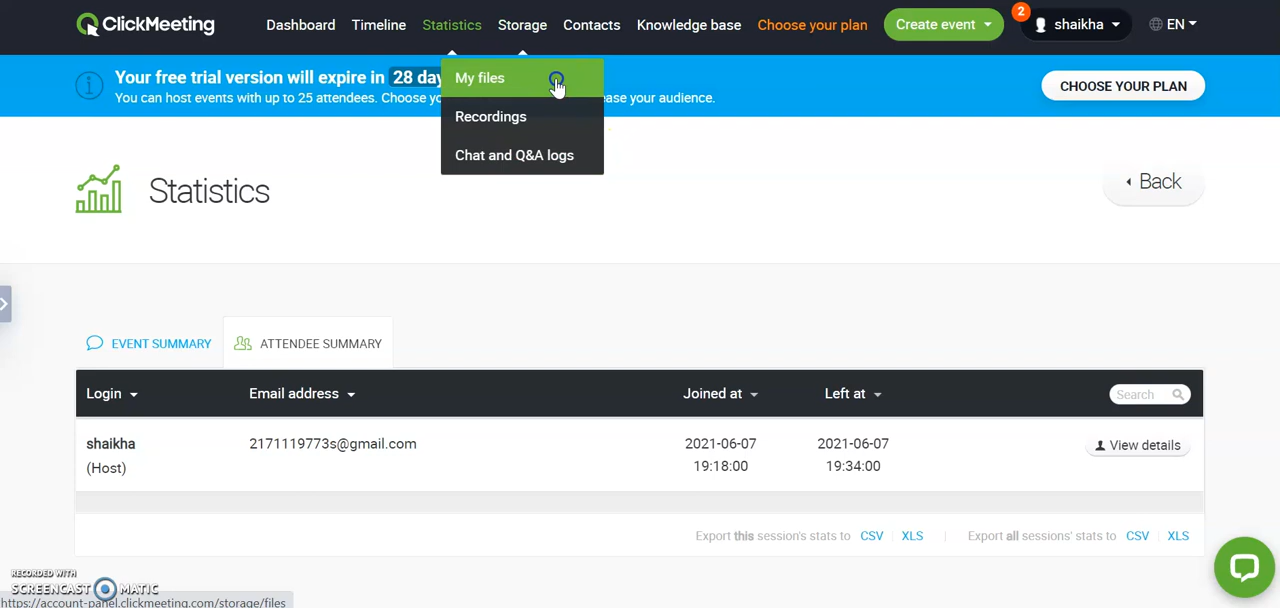 ClickMeeting Dashboard Timeline Statistics Storage Contacts Knowledge base Choose your plan Create event 2 shaikha EN
Your free trial version will expire in 28 day
You can host events with up to 25 attendees. Choose yo ease your audience.
CHOOSE YOUR PLAN
My files
Recordings
Chat and Q&A logs
Statistics
Back
EVENT SUMMARY ATTENDEE SUMMARY
Login Email address Joined at Left at Search
shaikha 2171119773s@gmail.com 2021-06-07 2021-06-07 View details
(Host) 19:18:00 19:34:00
Export this session's stats to CSV XLS Export all sessions' stats to CSV XLS
RECORDED WITH
SCREENCAST MATIC
https://account-panel.clickmeeting.com/storage/files